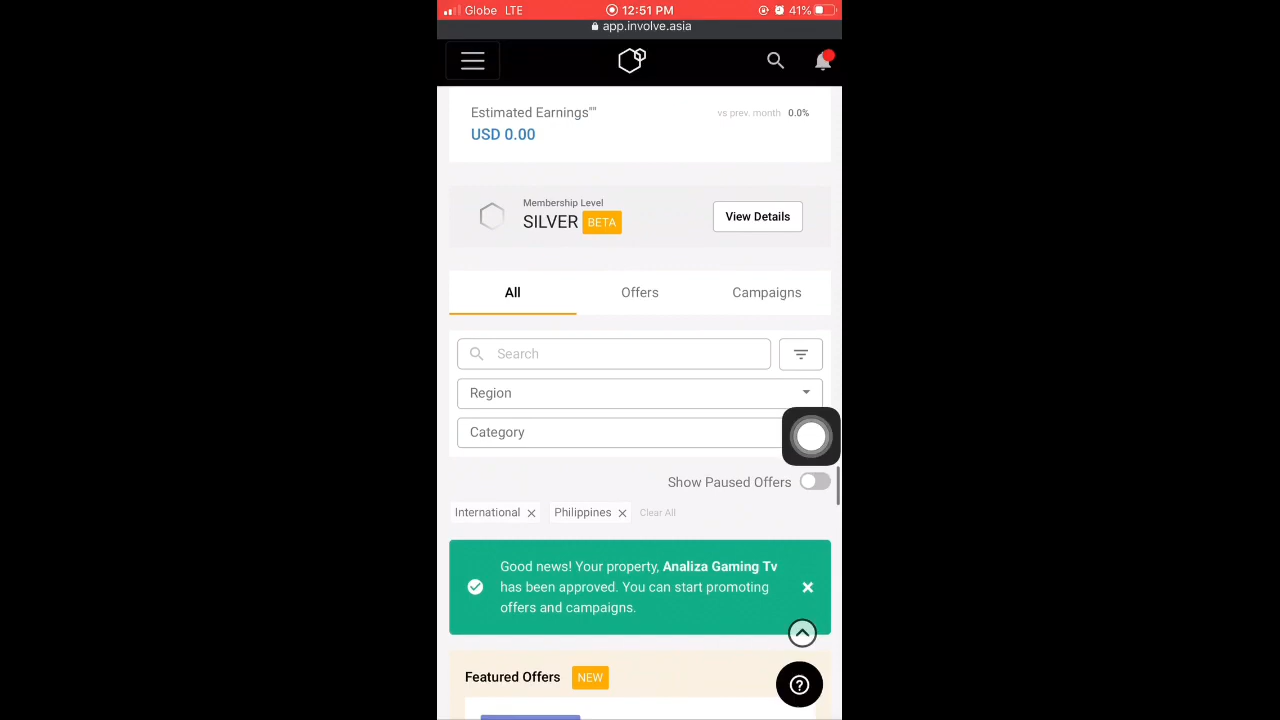 Globe LTE 12:51 PM 41%
app.involve.asia
Estimated Earnings"" vs prev. month 0.0%
USD 0.00
Membership Level
SILVER BETA View Details
All Offers Campaigns
Search
Region
Category
Show Paused Offers
International Philippines Clear All
Good news! Your property, Analiza Gaming Tv
has been approved. You can start promoting
offers and campaigns.
Featured Offers NEW